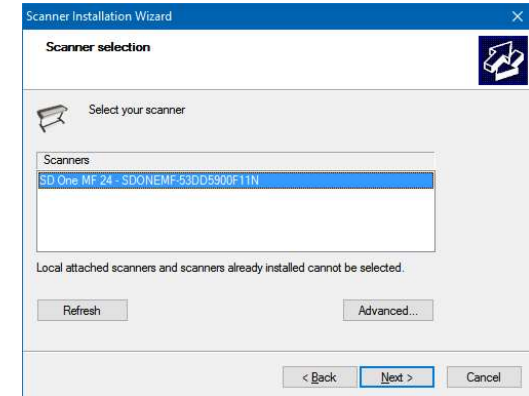 Scanner Installation Wizard
Scanner selection
Select your scanner
Scanners
SD One MF 24 - SDONEMF-53DD5900F11N
Local attached scanners and scanners already installed cannot be selected.
Refresh
Advanced...
< Back
Next >
Cancel